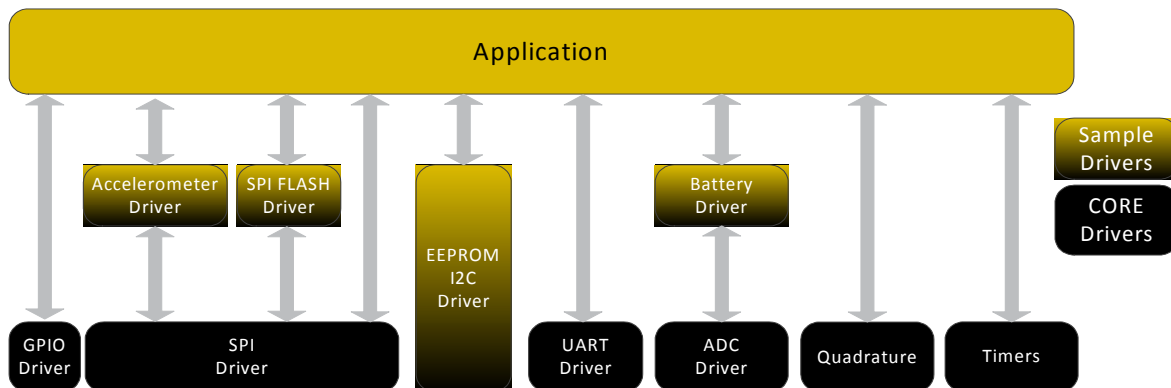 Application
Sample
Drivers
CORE
Drivers
Accelerometer
Driver
SPI FLASH
Driver
EEPROM
I2C
Driver
Battery
Driver
GPIO
Driver
SPI
Driver
UART
Driver
ADC
Driver
Quadrature
Timers